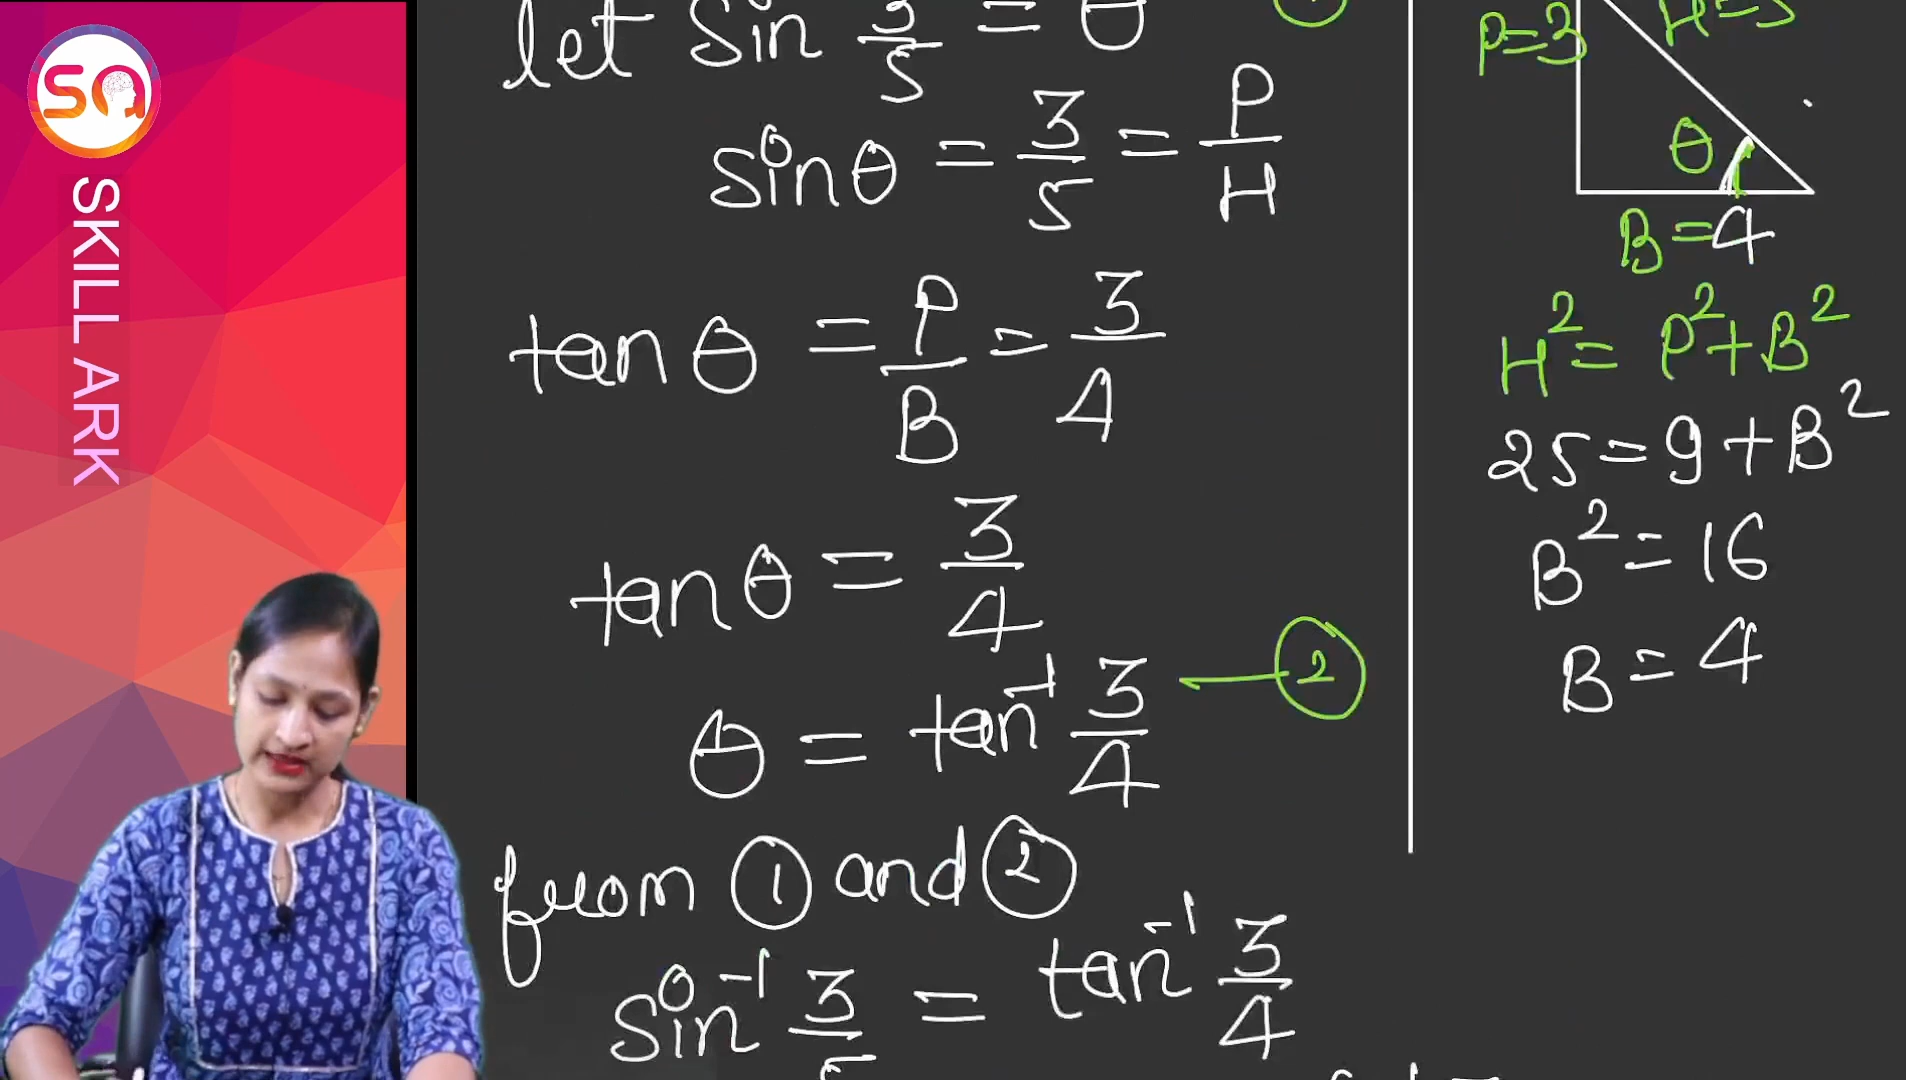 SKILL ARK
let sin 3/5 = θ
sinθ = 3/5 = P/H
tanθ = P/B = 3/4
tanθ = 3/4
θ = tan⁻¹ 3/4 — ②
from ① and ②
sin⁻¹ 3/5 = tan⁻¹ 3/4
P=3
H=5
θ
B=4
H² = P²+B²
25=9+B²
B²=16
B=4